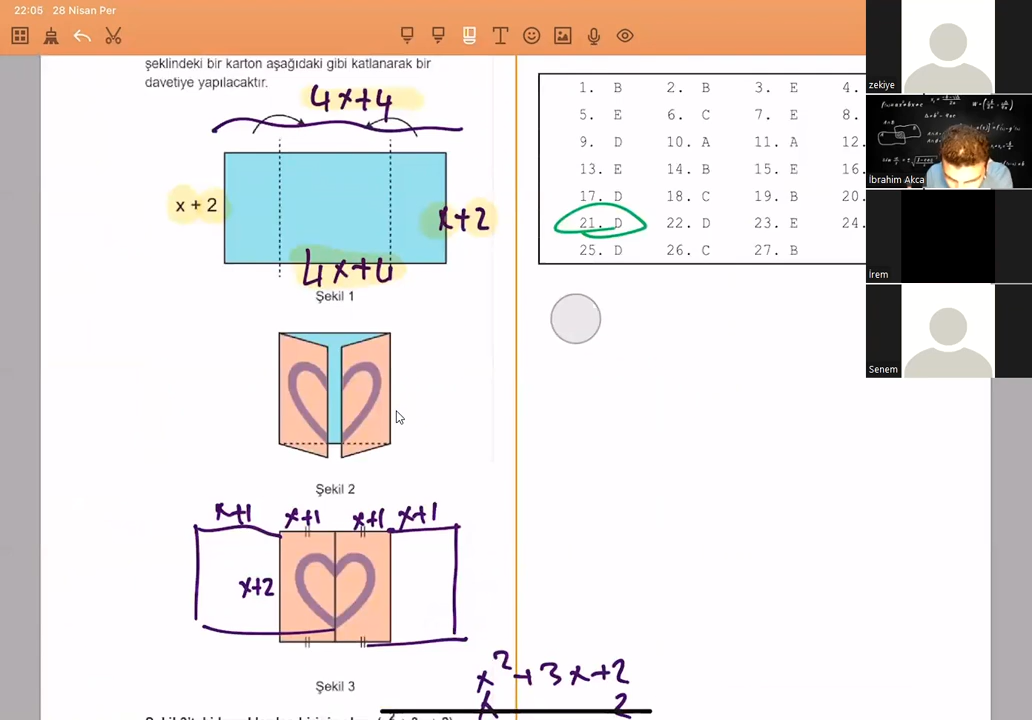 22:05 28 Nisan Per
şeklindeki bir karton aşağıdaki gibi katlanarak bir
davetiye yapılacaktır.
4x+4
x + 2
x+2
4x+4
Şekil 1
Şekil 2
x+1 x+1 x+1 x+1
x+2
Şekil 3
x²+3x+2
x 2
1. B 2. B 3. E 4.
5. E 6. C 7. E 8.
9. D 10. A 11. A 12.
13. E 14. B 15. E 16.
17. D 18. C 19. B 20.
21. D 22. D 23. E 24.
25. D 26. C 27. B
zekiye
İbrahim Akca
İrem
Senem